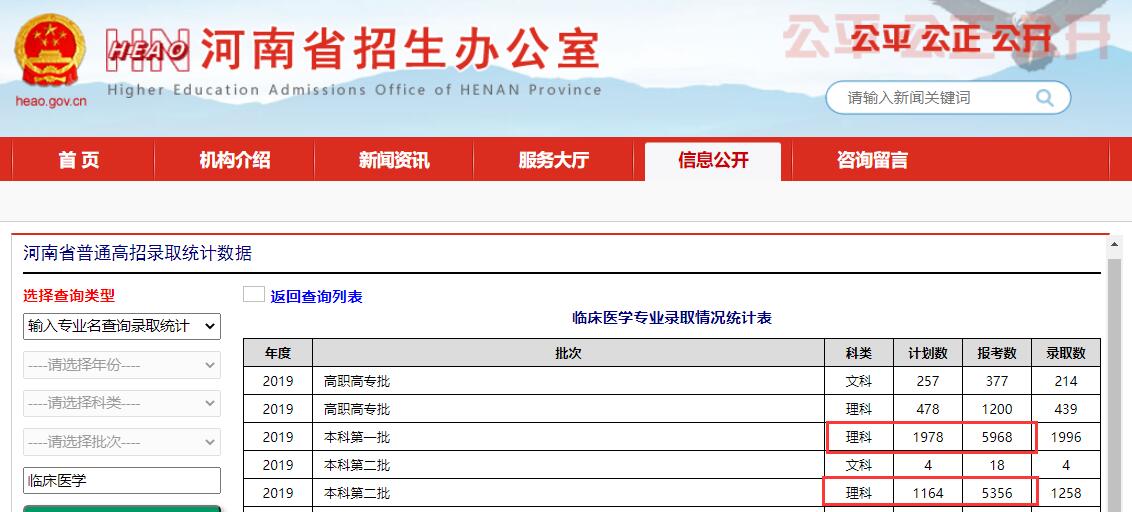 HEAO
河南省招生办公室
Higher Education Admissions Office of HENAN Province
heao.gov.cn
公平 公正 公开
请输入新闻关键词
首 页 机构介绍 新闻资讯 服务大厅 信息公开 咨询留言
河南省普通高招录取统计数据
选择查询类型
输入专业名查询录取统计
----请选择年份----
----请选择科类----
----请选择批次----
临床医学
返回查询列表
临床医学专业录取情况统计表
年度 批次 科类 计划数 报考数 录取数
2019 高职高专批 文科 257 377 214
2019 高职高专批 理科 478 1200 439
2019 本科第一批 理科 1978 5968 1996
2019 本科第二批 文科 4 18 4
2019 本科第二批 理科 1164 5356 1258